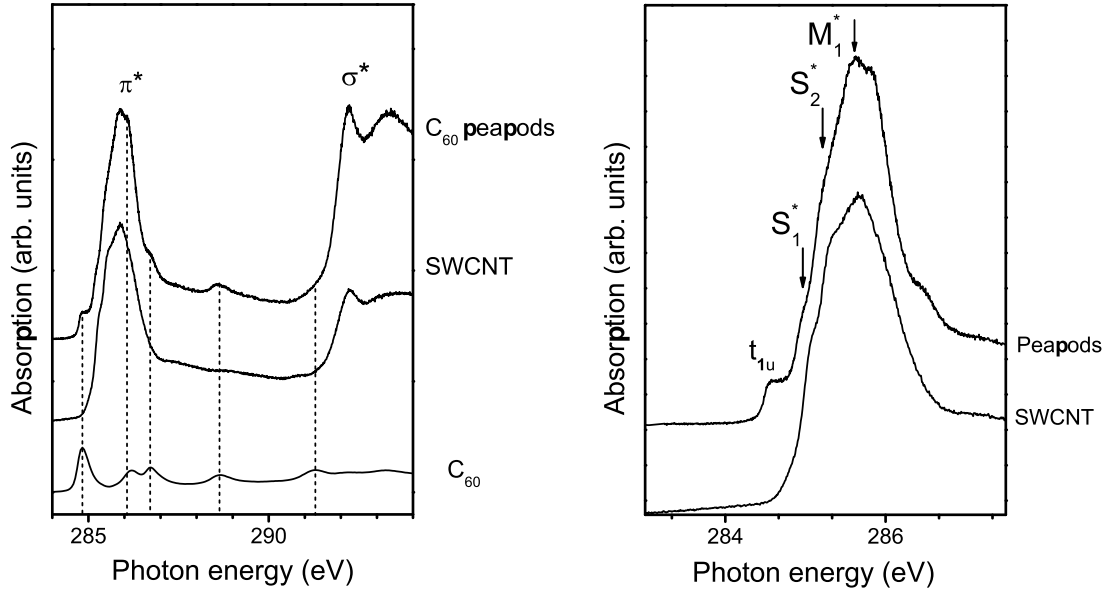 π*
σ*
C60 peapods
SWCNT
C60
Absorption (arb. units)
285
290
Photon energy (eV)
M1*
S2*
S1*
t1u
Peapods
SWCNT
Absorption (arb. units)
284
286
Photon energy (eV)